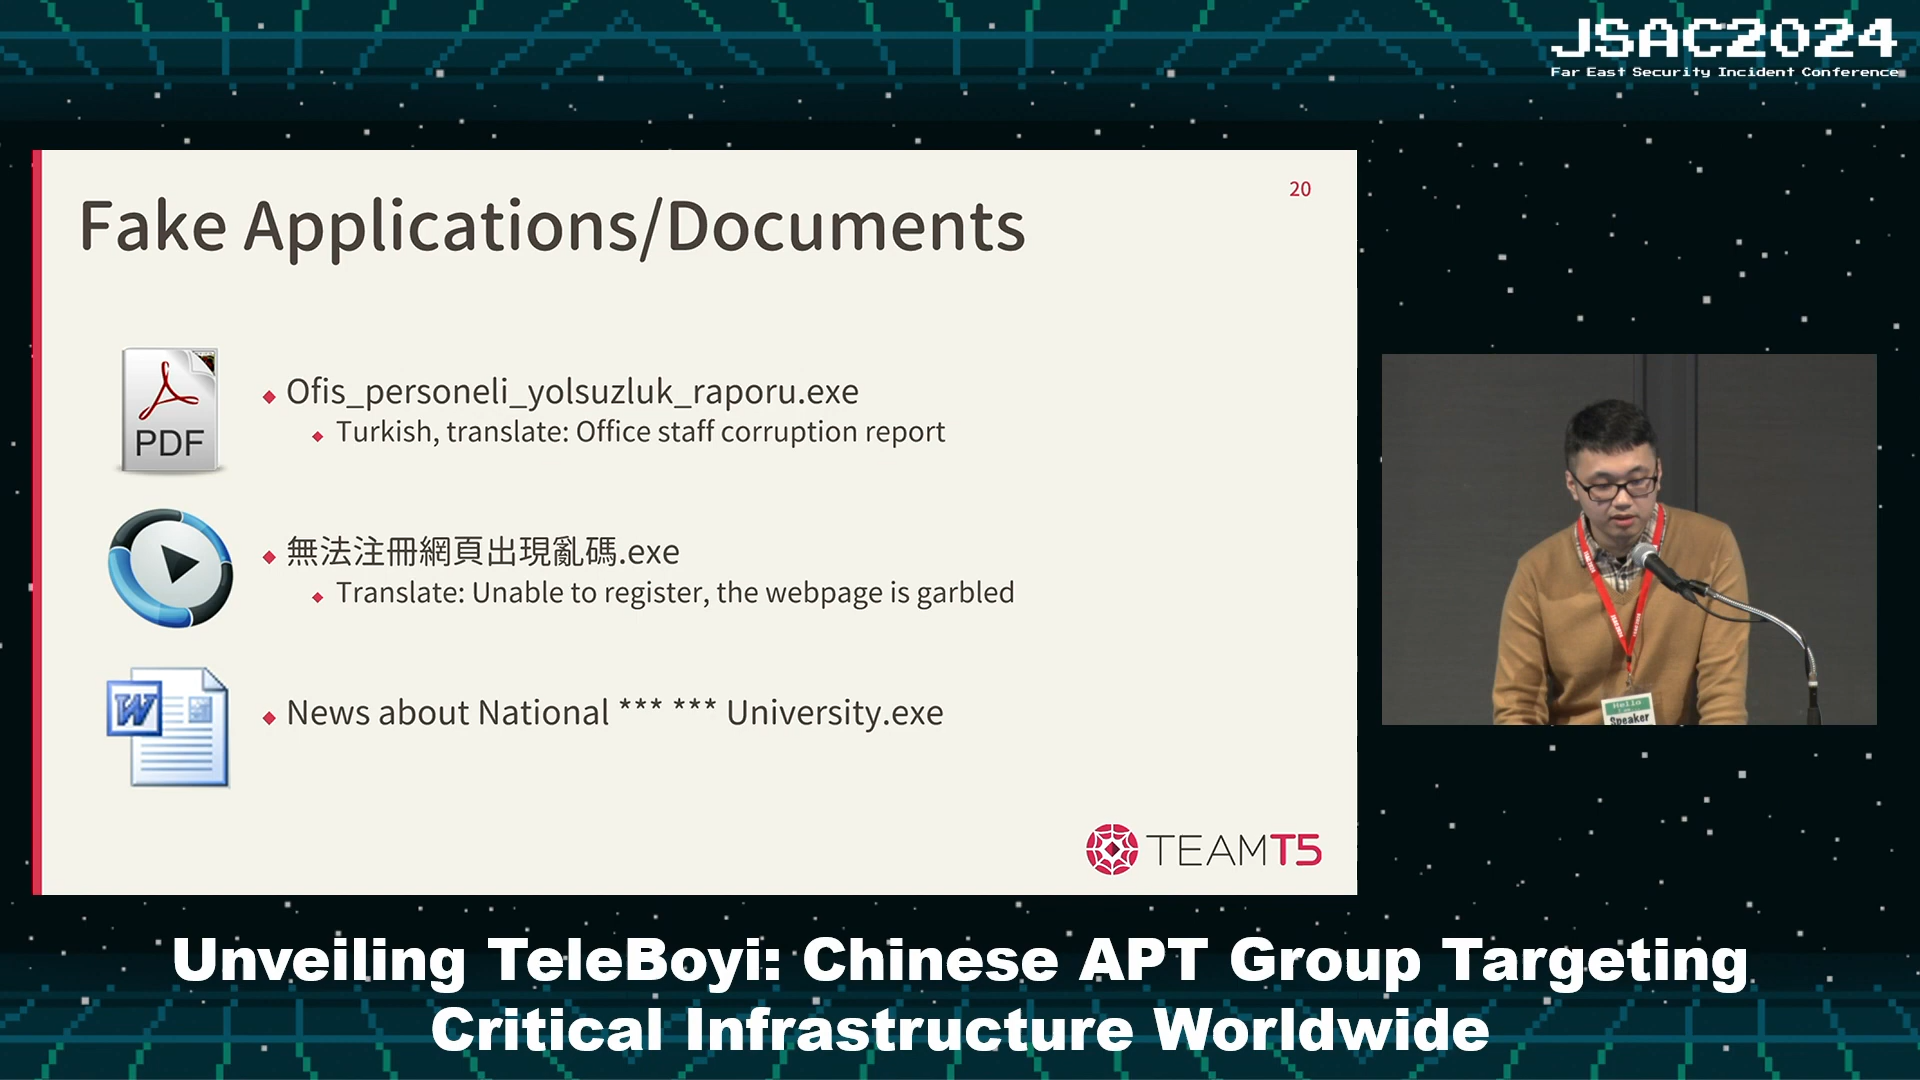 JSAC2024
Far East Security Incident Conference
20
Fake Applications/Documents
PDF
Ofis_personeli_yolsuzluk_raporu.exe
Turkish, translate: Office staff corruption report
無法注冊網頁出現亂碼.exe
Translate: Unable to register, the webpage is garbled
W
News about National *** *** University.exe
TEAMT5
Hello
Speaker
Unveiling TeleBoyi: Chinese APT Group Targeting
Critical Infrastructure Worldwide